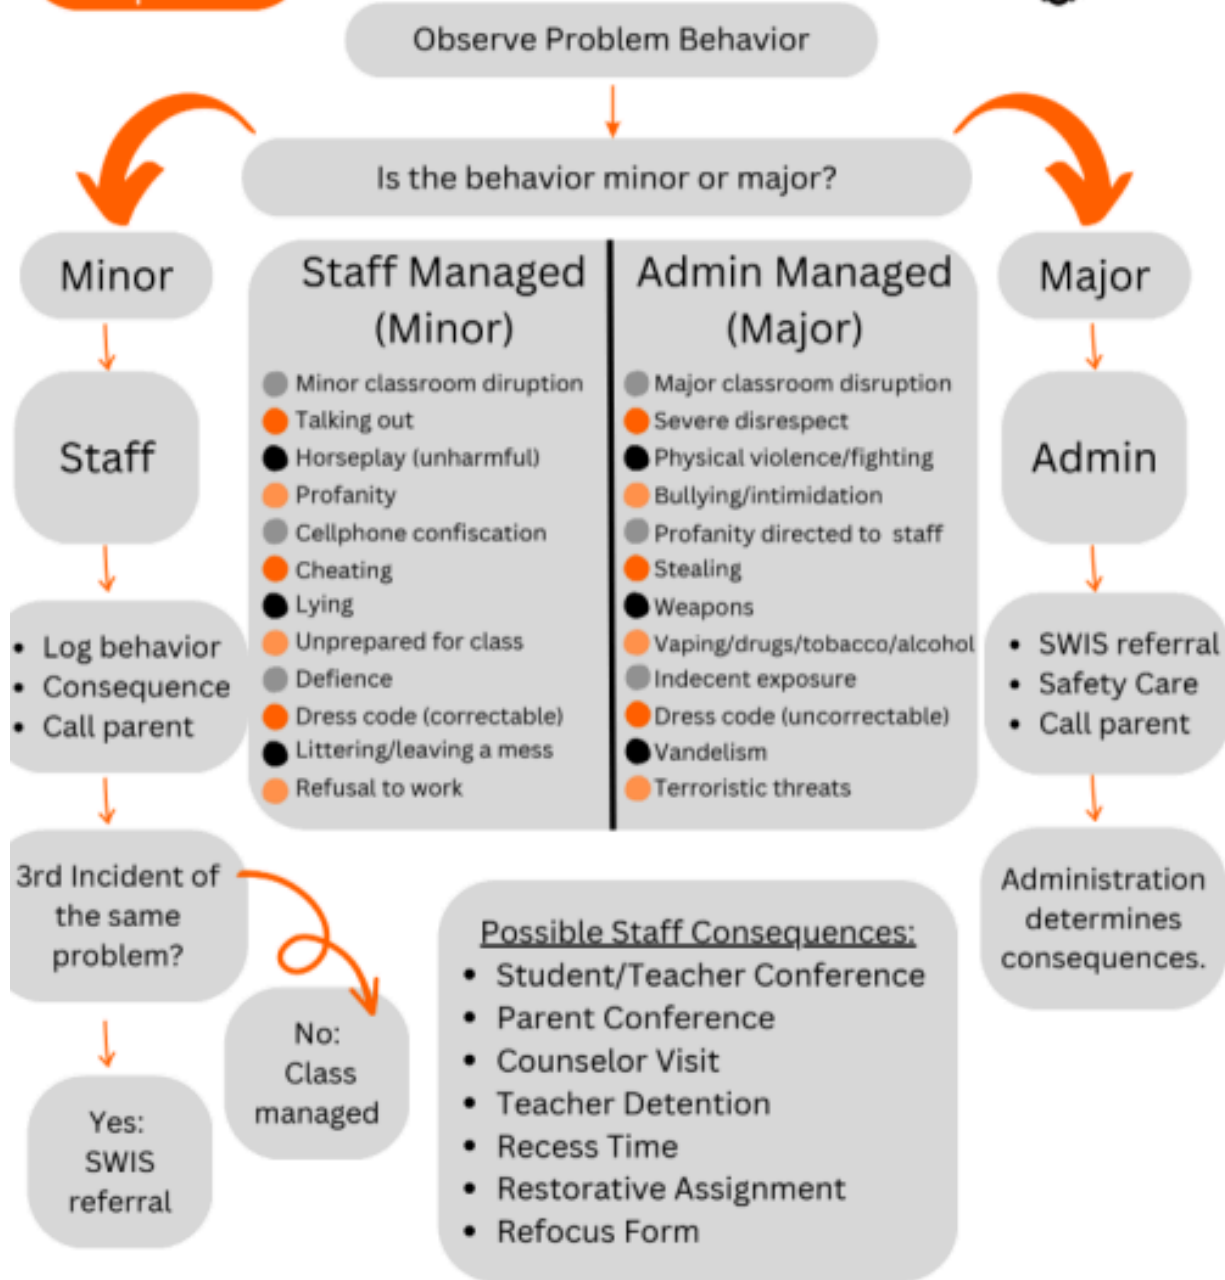 Observe Problem Behavior
Is the behavior minor or major?
Minor
Staff
• Log behavior
• Consequence
• Call parent
3rd Incident of
the same
problem?
No:
Class
managed
Yes:
SWIS
referral
Staff Managed
(Minor)
Minor classroom diruption
Talking out
Horseplay (unharmful)
Profanity
Cellphone confiscation
Cheating
Lying
Unprepared for class
Defience
Dress code (correctable)
Littering/leaving a mess
Refusal to work
Admin Managed
(Major)
Major classroom disruption
Severe disrespect
Physical violence/fighting
Bullying/intimidation
Profanity directed to staff
Stealing
Weapons
Vaping/drugs/tobacco/alcohol
Indecent exposure
Dress code (uncorrectable)
Vandelism
Terroristic threats
Major
Admin
• SWIS referral
• Safety Care
• Call parent
Administration
determines
consequences.
Possible Staff Consequences:
• Student/Teacher Conference
• Parent Conference
• Counselor Visit
• Teacher Detention
• Recess Time
• Restorative Assignment
• Refocus Form